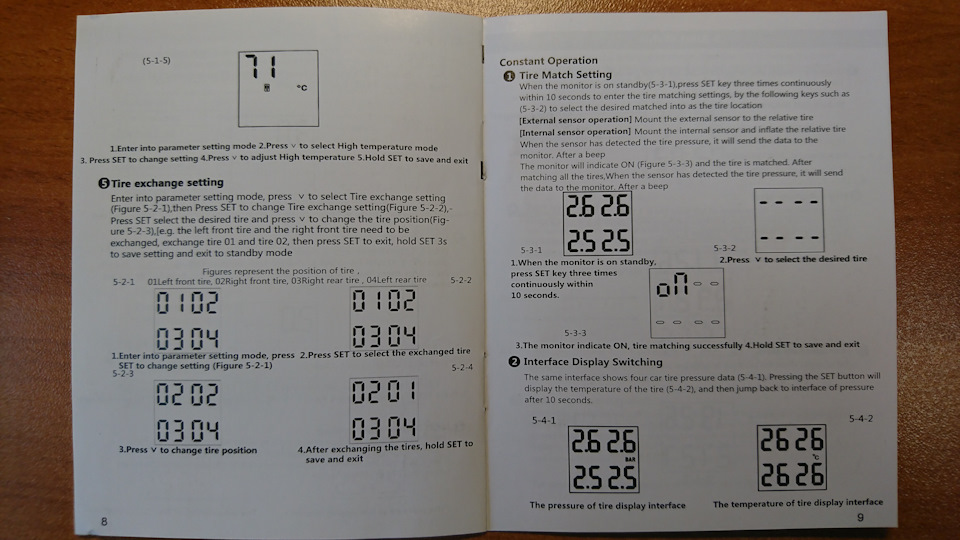 (5-1-5)
71
°C
1.Enter into parameter setting mode 2.Press ∨ to select High temperature mode
3. Press SET to change setting 4.Press ∨ to adjust High temperature 5.Hold SET to save and exit
❺Tire exchange setting
Enter into parameter setting mode, press ∨ to select Tire exchange setting
(Figure 5-2-1),then Press SET to change Tire exchange setting(Figure 5-2-2),-
Press SET select the desired tire and press ∨ to change the tire position(Fig-
ure 5-2-3),[e.g. the left front tire and the right front tire need to be
exchanged, exchange tire 01 and tire 02, then press SET to exit, hold SET 3s
to save setting and exit to standby mode
Figures represent the position of tire ,
5-2-1 01Left front tire, 02Right front tire, 03Right rear tire , 04Left rear tire 5-2-2
01 02
03 04
01 02
03 04
1.Enter into parameter setting mode, press
SET to change setting (Figure 5-2-1)
2.Press SET to select the exchanged tire
5-2-3
5-2-4
02 02
03 04
02 01
03 04
3.Press ∨ to change tire position
4.After exchanging the tires, hold SET to
save and exit
8
Constant Operation
❶ Tire Match Setting
When the monitor is on standby(5-3-1),press SET key three times continuously
within 10 seconds to enter the tire matching settings, by the following keys such as
(5-3-2) to select the desired matched into as the tire location
[External sensor operation] Mount the external sensor to the relative tire
[Internal sensor operation] Mount the internal sensor and inflate the relative tire
When the sensor has detected the tire pressure, it will send the data to the
monitor. After a beep
The monitor will indicate ON (Figure 5-3-3) and the tire is matched. After
matching all the tires,When the sensor has detected the tire pressure, it will send
the data to the monitor. After a beep
2.6 2.6
2.5 2.5
5-3-1
-- --
-- --
5-3-2
1.When the monitor is on standby,
press SET key three times
continuously within
10 seconds.
2.Press ∨ to select the desired tire
on
5-3-3
3.The monitor indicate ON, tire matching successfully 4.Hold SET to save and exit
❷ Interface Display Switching
The same interface shows four car tire pressure data (5-4-1). Pressing the SET button will
display the temperature of the tire (5-4-2), and then jump back to interface of pressure
after 10 seconds.
5-4-1
5-4-2
2.6 2.6
BAR
2.5 2.5
26 26
°C
26 26
The pressure of tire display interface
The temperature of tire display interface
9